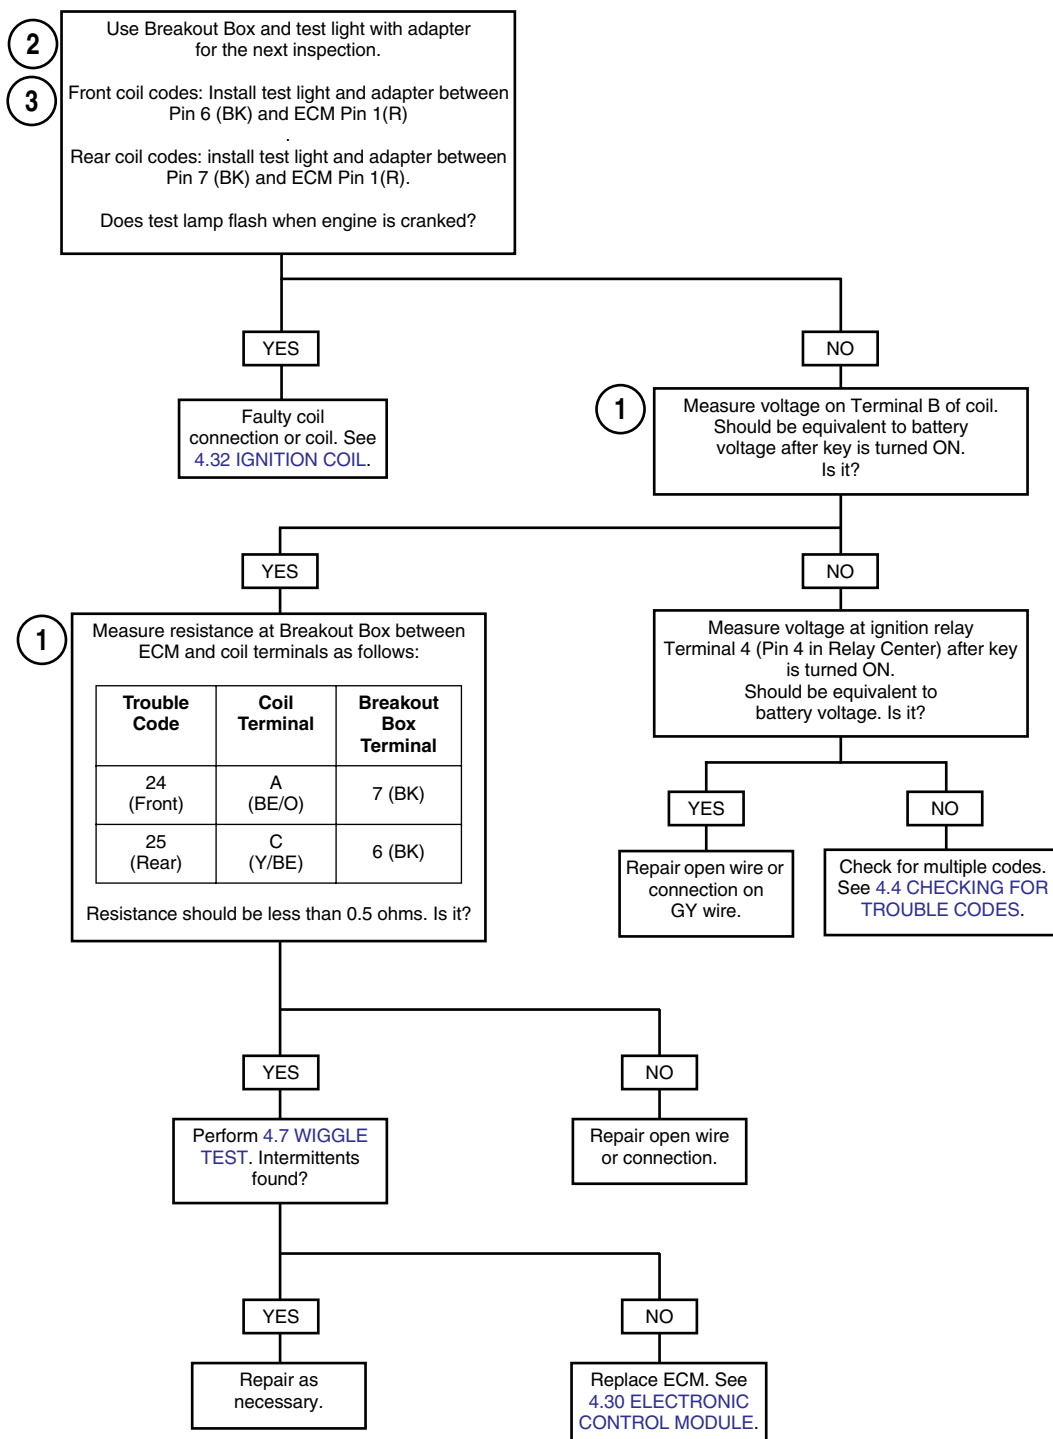 2
Use Breakout Box and test light with adapter
for the next inspection.
3
Front coil codes: Install test light and adapter between
Pin 6 (BK) and ECM Pin 1(R)
.
Rear coil codes: install test light and adapter between
Pin 7 (BK) and ECM Pin 1(R).
Does test lamp flash when engine is cranked?
YES
NO
Faulty coil
connection or coil. See
4.32 IGNITION COIL.
1
Measure voltage on Terminal B of coil.
Should be equivalent to battery
voltage after key is turned ON.
Is it?
YES
NO
1
Measure resistance at Breakout Box between
ECM and coil terminals as follows:
Trouble Code
Coil Terminal
Breakout Box Terminal
24 (Front)
A (BE/O)
7 (BK)
25 (Rear)
C (Y/BE)
6 (BK)
Resistance should be less than 0.5 ohms. Is it?
Measure voltage at ignition relay
Terminal 4 (Pin 4 in Relay Center) after key
is turned ON.
Should be equivalent to
battery voltage. Is it?
YES
NO
Repair open wire or
connection on
GY wire.
Check for multiple codes.
See 4.4 CHECKING FOR
TROUBLE CODES.
YES
NO
Perform 4.7 WIGGLE
TEST. Intermittents
found?
Repair open wire
or connection.
YES
NO
Repair as
necessary.
Replace ECM. See
4.30 ELECTRONIC
CONTROL MODULE.